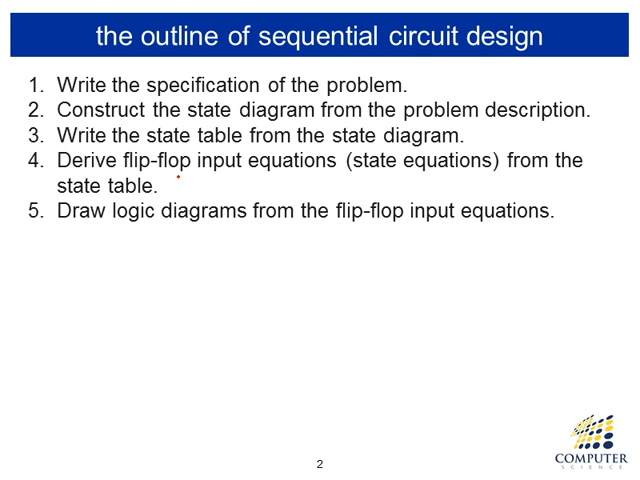 the outline of sequential circuit design
1. Write the specification of the problem.
2. Construct the state diagram from the problem description.
3. Write the state table from the state diagram.
4. Derive flip-flop input equations (state equations) from the
state table.
5. Draw logic diagrams from the flip-flop input equations.
COMPUTER
SCIENCE
2